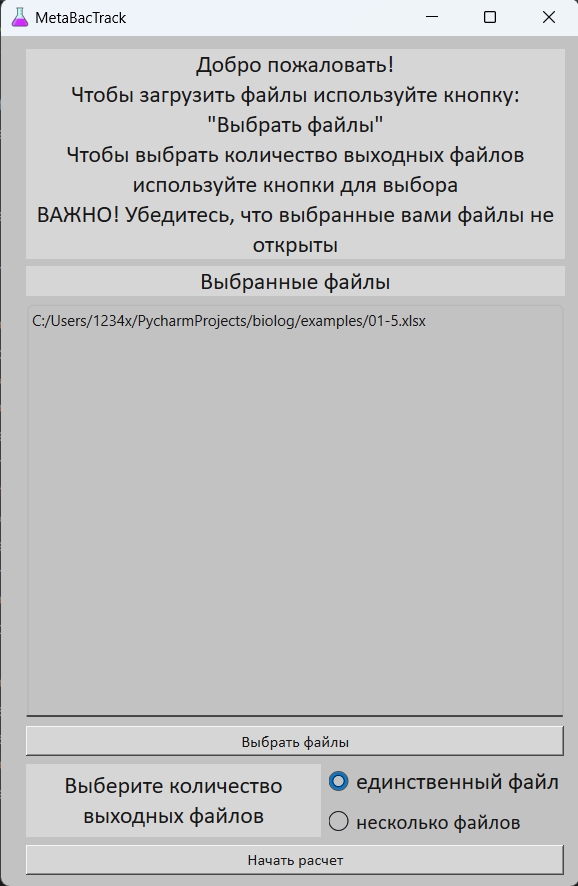 MetaBacTrack
Добро пожаловать!
Чтобы загрузить файлы используйте кнопку:
"Выбрать файлы"
Чтобы выбрать количество выходных файлов
используйте кнопки для выбора
ВАЖНО! Убедитесь, что выбранные вами файлы не
открыты
Выбранные файлы
C:/Users/1234x/PycharmProjects/biolog/examples/01-5.xlsx
Выбрать файлы
Выберите количество
выходных файлов
единственный файл
несколько файлов
Начать расчет